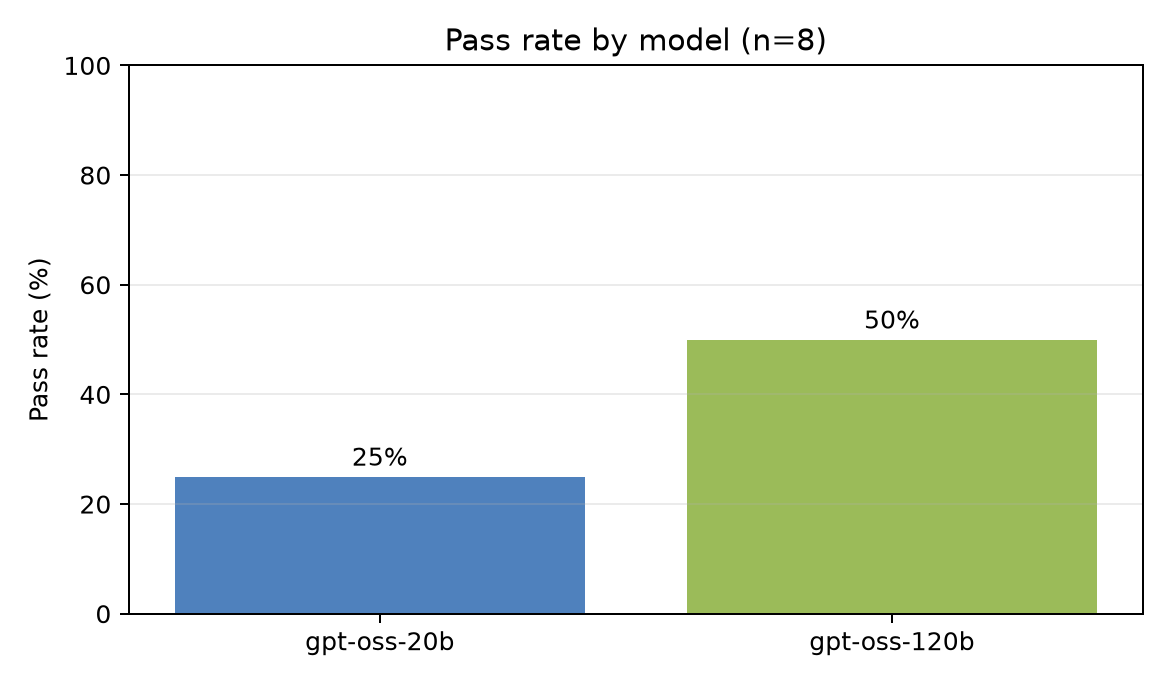 Pass rate by model (n=8)
Pass rate (%)
100
80
60
40
20
0
25%
50%
gpt-oss-20b
gpt-oss-120b